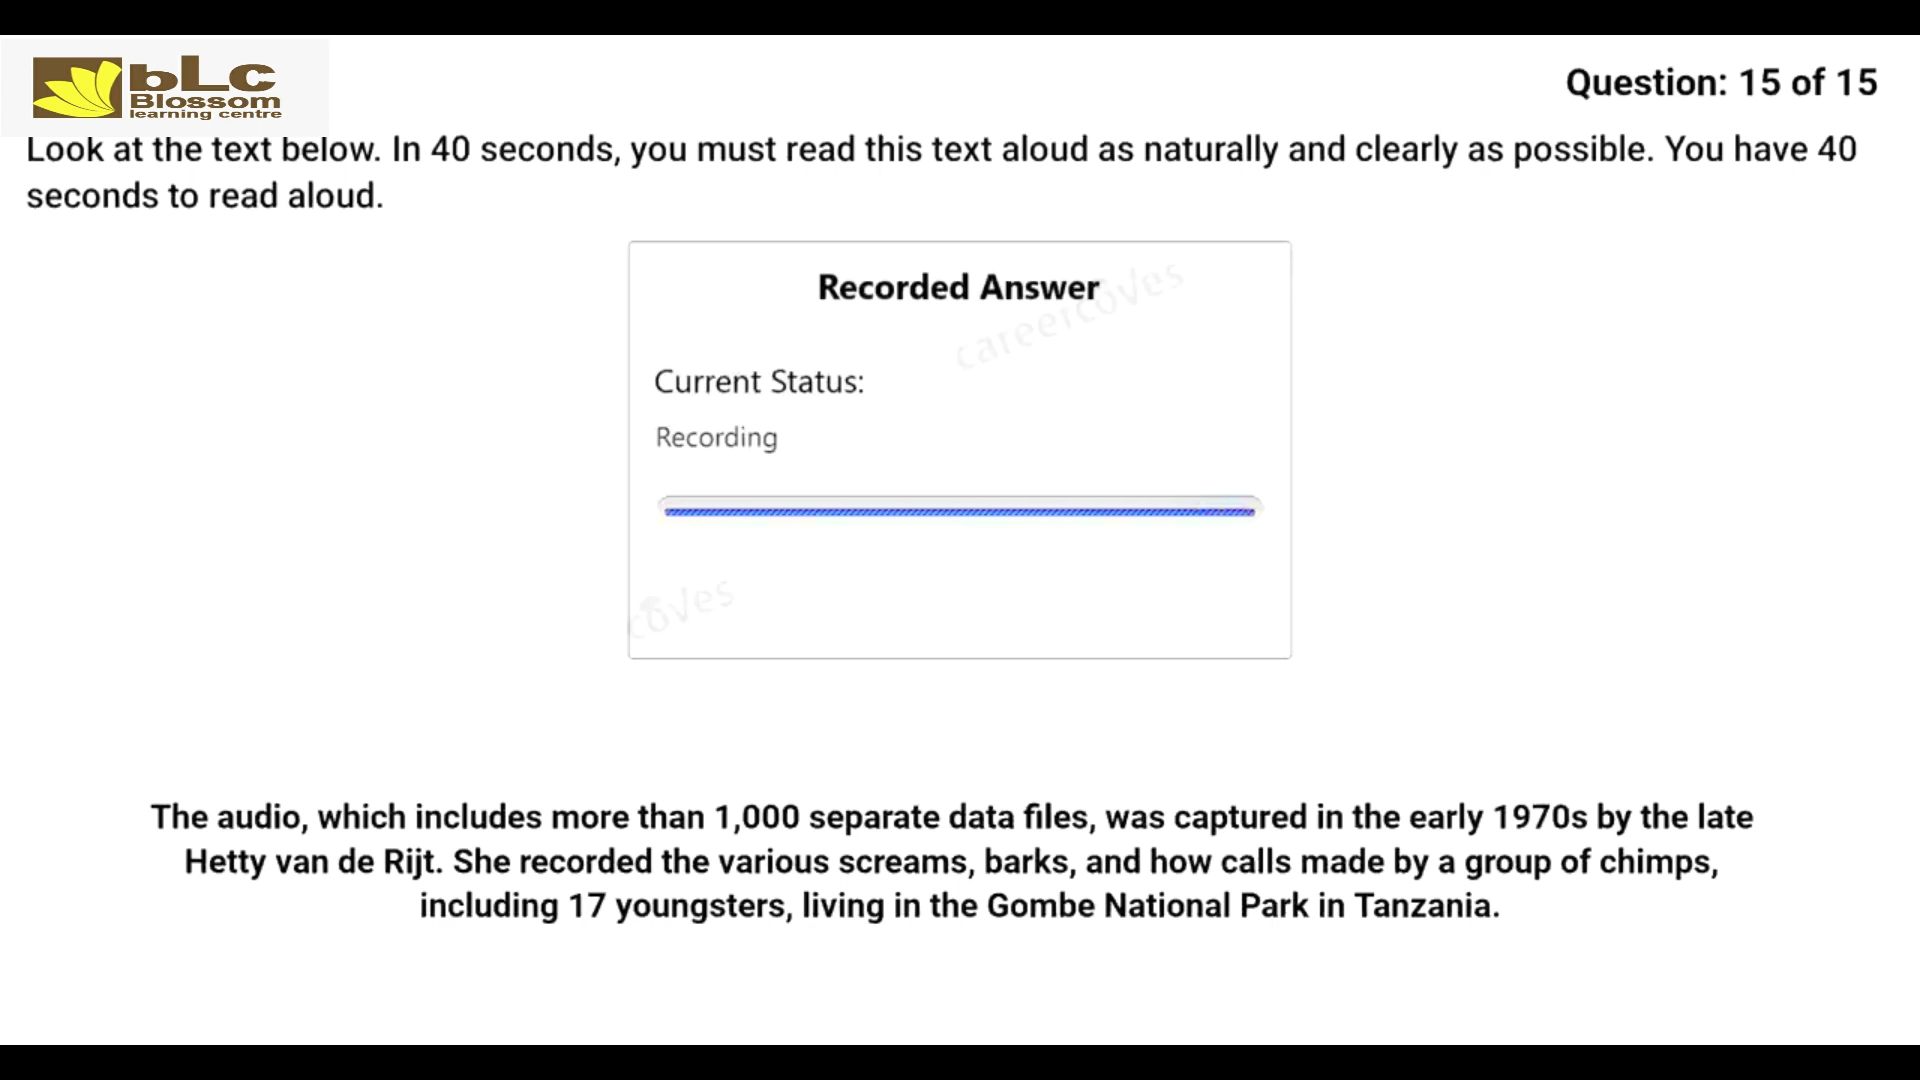 bLc
Blossom
learning centre
Question: 15 of 15
Look at the text below. In 40 seconds, you must read this text aloud as naturally and clearly as possible. You have 40
seconds to read aloud.
Recorded Answer
careercoves
Current Status:
Recording
coves
The audio, which includes more than 1,000 separate data files, was captured in the early 1970s by the late
Hetty van de Rijt. She recorded the various screams, barks, and how calls made by a group of chimps,
including 17 youngsters, living in the Gombe National Park in Tanzania.